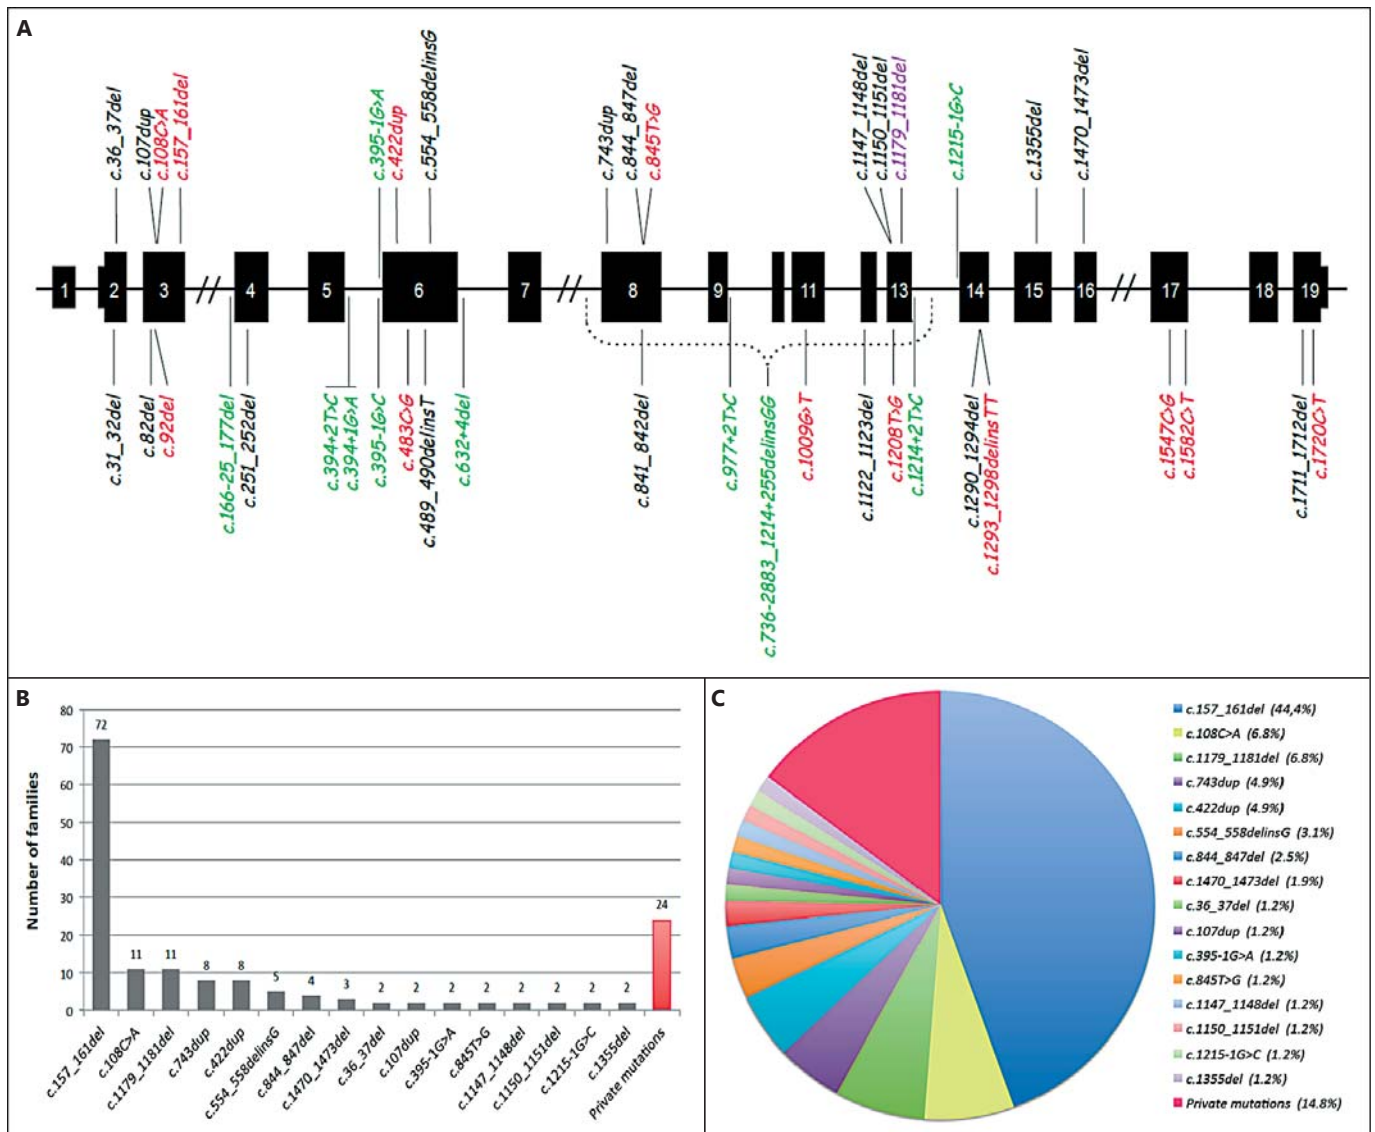 A
c.36_37del
c.107dup
c.108C>A
c.157_161del
c.395-1G>A
c.422dup
c.554_558delinsG
c.743dup
c.844_847del
c.845T>G
c.1147_1148del
c.1150_1151del
c.1179_1181del
c.1215-1G>C
c.1355del
c.1470_1473del
1 2 3 4 5 6 7 8 9 11 13 14 15 16 17 18 19
c.31_32del
c.82del
c.92del
c.166-25_177del
c.251_252del
c.394+2T>C
c.394+1G>A
c.395-1G>C
c.483C>G
c.489_490delinsT
c.632+4del
c.841_842del
c.977+2T>C
c.736-2883_1214+255delinsGG
c.1009G>T
c.1122_1123del
c.1208T>G
c.1214+2T>C
c.1290_1294del
c.1293_1298delinsTT
c.1547C>G
c.1582C>T
c.1711_1712del
c.1720C>T
B
Number of families
80
70
60
50
40
30
20
10
0
72 11 11 8 8 5 4 3 2 2 2 2 2 2 2 2 24
c.157_161del
c.108C>A
c.1179_1181del
c.743dup
c.422dup
c.554_558delinsG
c.844_847del
c.1470_1473del
c.36_37del
c.107dup
c.395-1G>A
c.845T>G
c.1147_1148del
c.1150_1151del
c.1215-1G>C
c.1355del
Private mutations
C
c.157_161del (44,4%)
c.108C>A (6.8%)
c.1179_1181del (6.8%)
c.743dup (4.9%)
c.422dup (4.9%)
c.554_558delinsG (3.1%)
c.844_847del (2.5%)
c.1470_1473del (1.9%)
c.36_37del (1.2%)
c.107dup (1.2%)
c.395-1G>A (1.2%)
c.845T>G (1.2%)
c.1147_1148del (1.2%)
c.1150_1151del (1.2%)
c.1215-1G>C (1.2%)
c.1355del (1.2%)
Private mutations (14.8%)